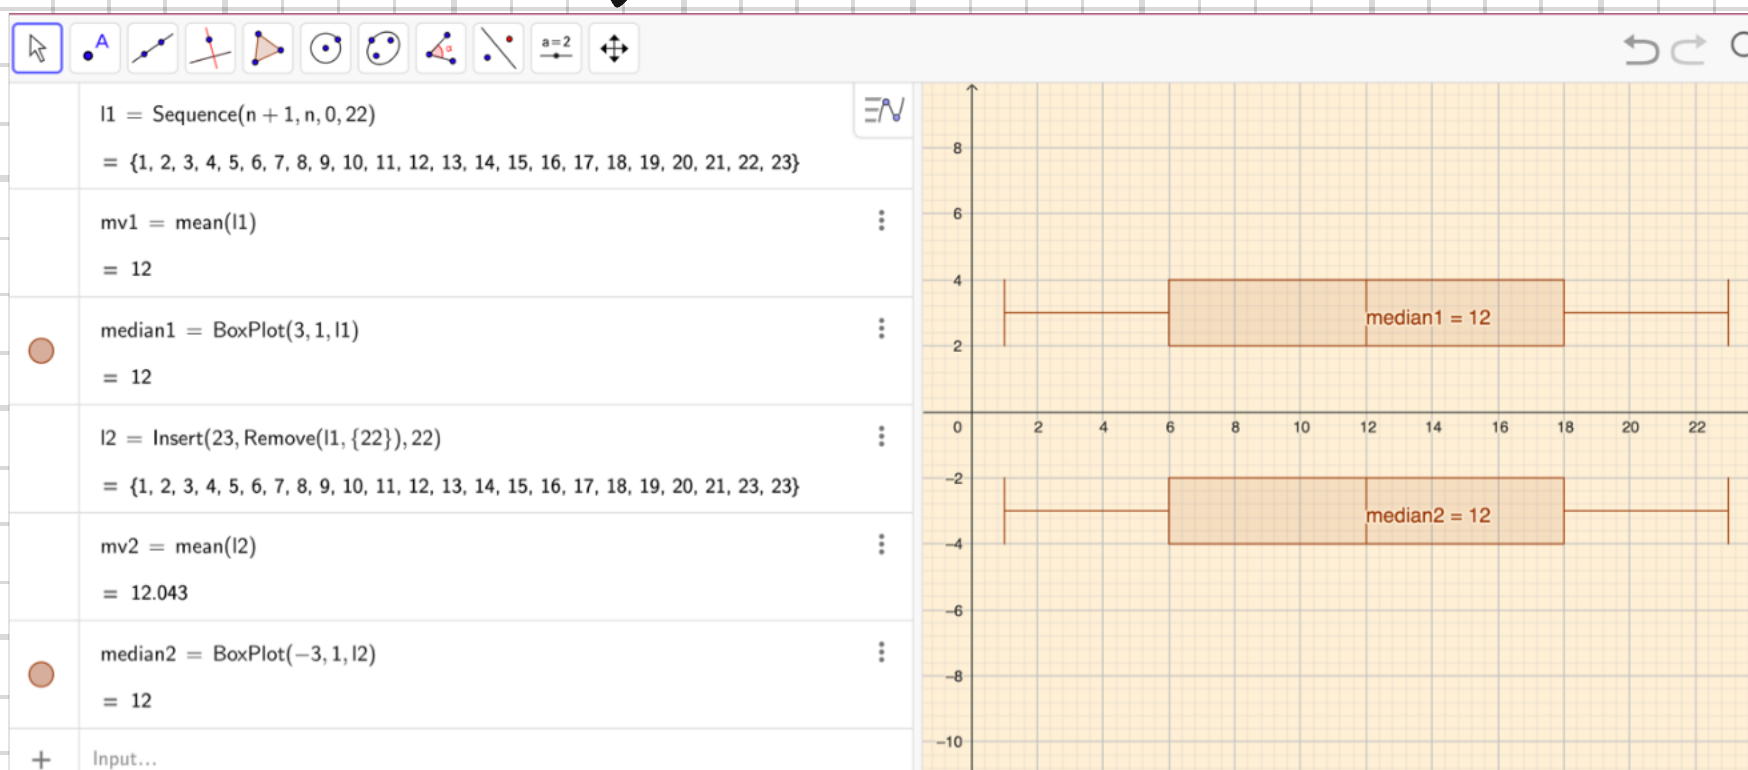 A
α
a=2
l1 = Sequence(n + 1, n, 0, 22)
= {1, 2, 3, 4, 5, 6, 7, 8, 9, 10, 11, 12, 13, 14, 15, 16, 17, 18, 19, 20, 21, 22, 23}
mv1 = mean(l1)
= 12
median1 = BoxPlot(3, 1, l1)
= 12
l2 = Insert(23, Remove(l1, {22}), 22)
= {1, 2, 3, 4, 5, 6, 7, 8, 9, 10, 11, 12, 13, 14, 15, 16, 17, 18, 19, 20, 21, 23, 23}
mv2 = mean(l2)
= 12.043
median2 = BoxPlot(−3, 1, l2)
= 12
+ Input...
8
6
4
median1 = 12
2
0 2 4 6 8 10 12 14 16 18 20 22
−2
median2 = 12
−4
−6
−8
−10